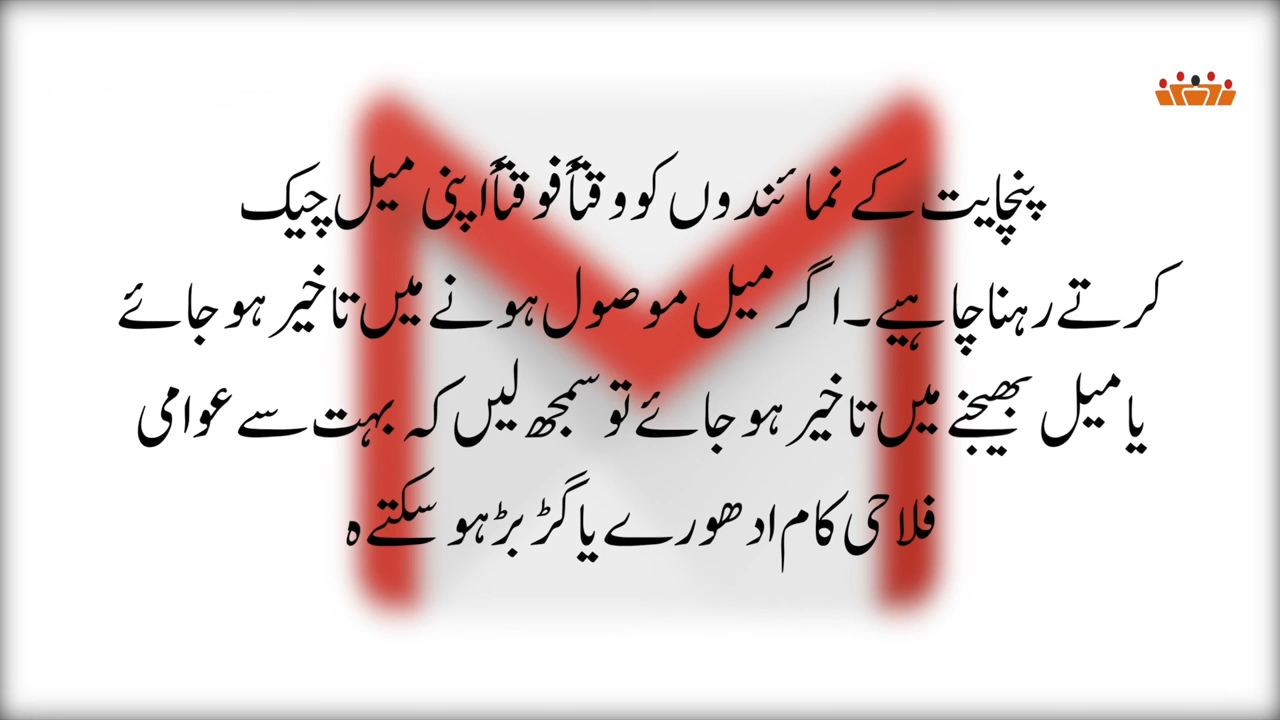 پنچایت کے نمائندوں کو وقتاً فوقتاً اپنی میل چیک
کرتے رہنا چاہیے۔ اگر میل موصول ہونے میں تاخیر ہو جائے
یا میل بھیجنے میں تاخیر ہو جائے تو سمجھ لیں کہ بہت سے عوامی
فلاحی کام ادھورے یا گڑبڑ ہو سکتے ہ